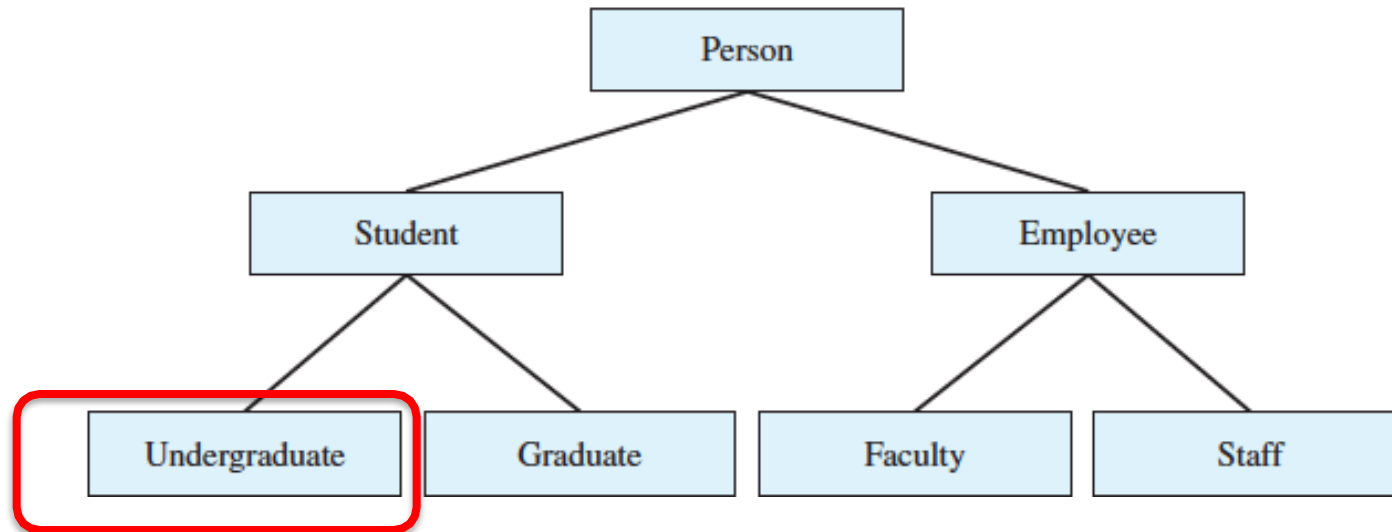 Person
Student
Employee
Undergraduate
Graduate
Faculty
Staff